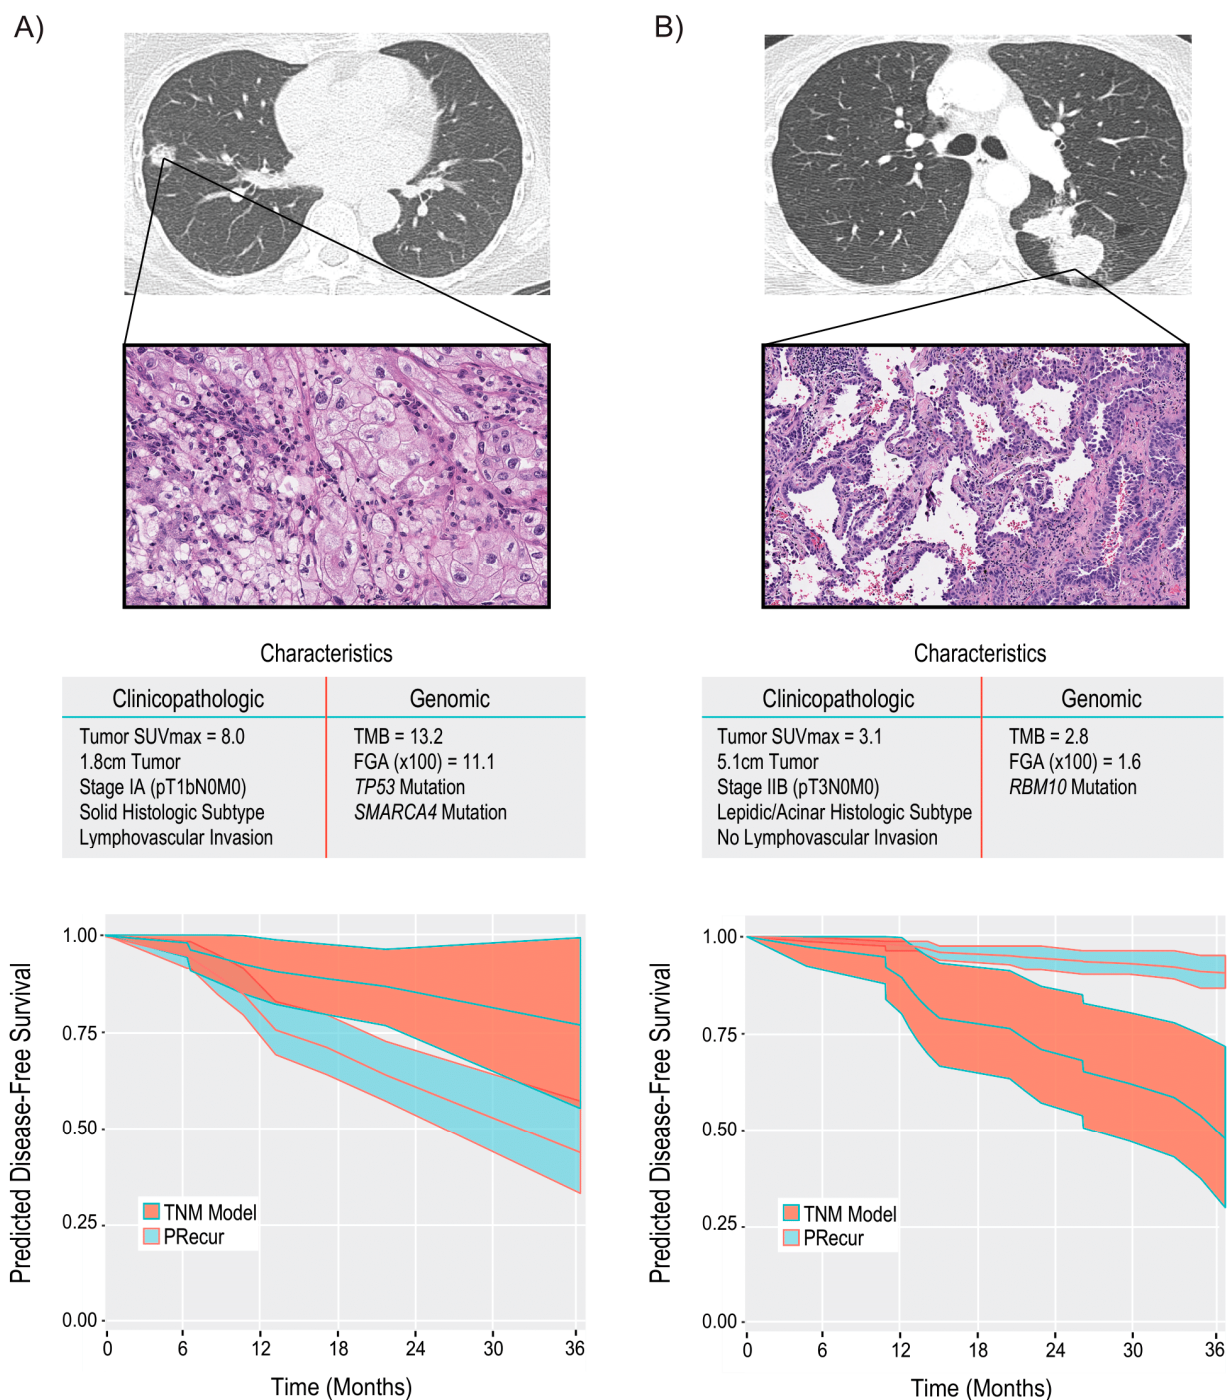 A)
Characteristics
Clinicopathologic
Genomic
Tumor SUVmax = 8.0
1.8cm Tumor
Stage IA (pT1bN0M0)
Solid Histologic Subtype
Lymphovascular Invasion
TMB = 13.2
FGA (x100) = 11.1
TP53 Mutation
SMARCA4 Mutation
Predicted Disease-Free Survival
1.00
0.75
0.50
0.25
0.00
TNM Model
PRecur
0 6 12 18 24 30 36
Time (Months)
B)
Characteristics
Clinicopathologic
Genomic
Tumor SUVmax = 3.1
5.1cm Tumor
Stage IIB (pT3N0M0)
Lepidic/Acinar Histologic Subtype
No Lymphovascular Invasion
TMB = 2.8
FGA (x100) = 1.6
RBM10 Mutation
Predicted Disease-Free Survival
1.00
0.75
0.50
0.25
0.00
TNM Model
PRecur
0 6 12 18 24 30 36
Time (Months)